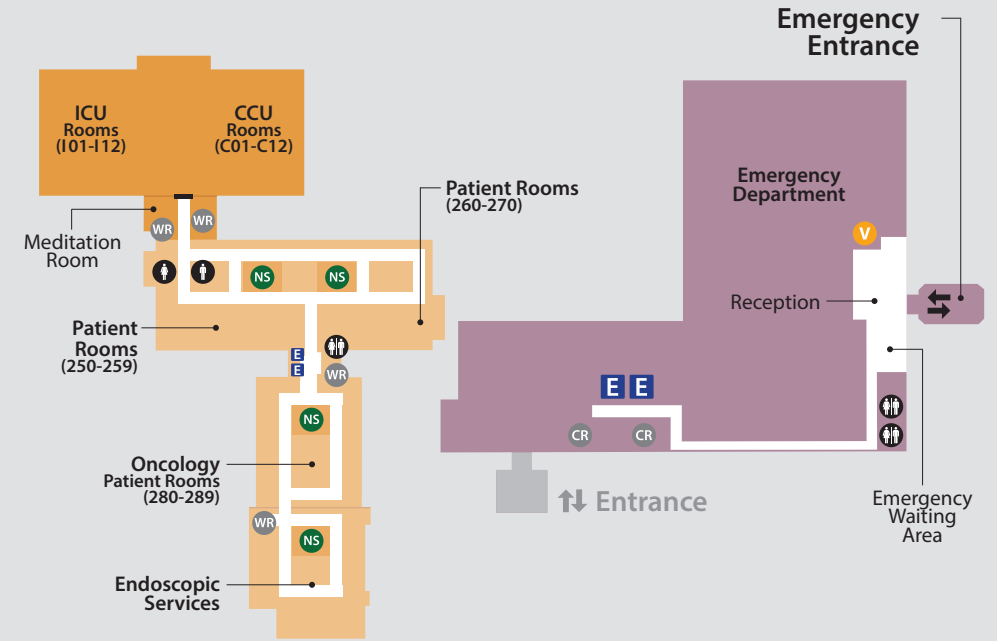 Emergency
Entrance
ICU
Rooms
(I01-I12)
CCU
Rooms
(C01-C12)
Emergency
Department
Patient Rooms
(260-270)
WR
WR
Meditation
Room
V
NS
NS
Reception
Patient
Rooms
(250-259)
E
E
WR
E E
NS
CR
CR
Oncology
Patient Rooms
(280-289)
Entrance
Emergency
Waiting
Area
WR
NS
Endoscopic
Services